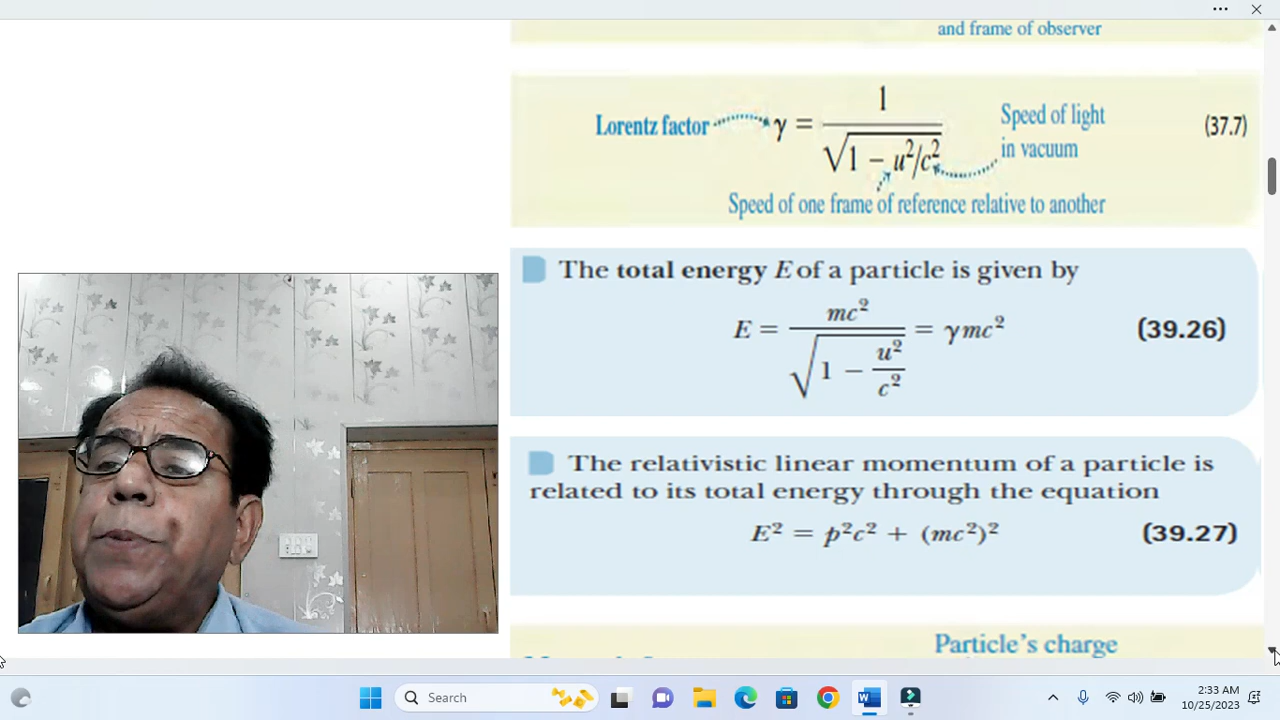 and frame of observer
Lorentz factor γ = 1 / √(1 − u²/c²) Speed of light in vacuum (37.7)
Speed of one frame of reference relative to another
The total energy E of a particle is given by
E = mc² / √(1 − u²/c²) = γmc² (39.26)
The relativistic linear momentum of a particle is
related to its total energy through the equation
E² = p²c² + (mc²)² (39.27)
Particle's charge
Search
2:33 AM
10/25/2023